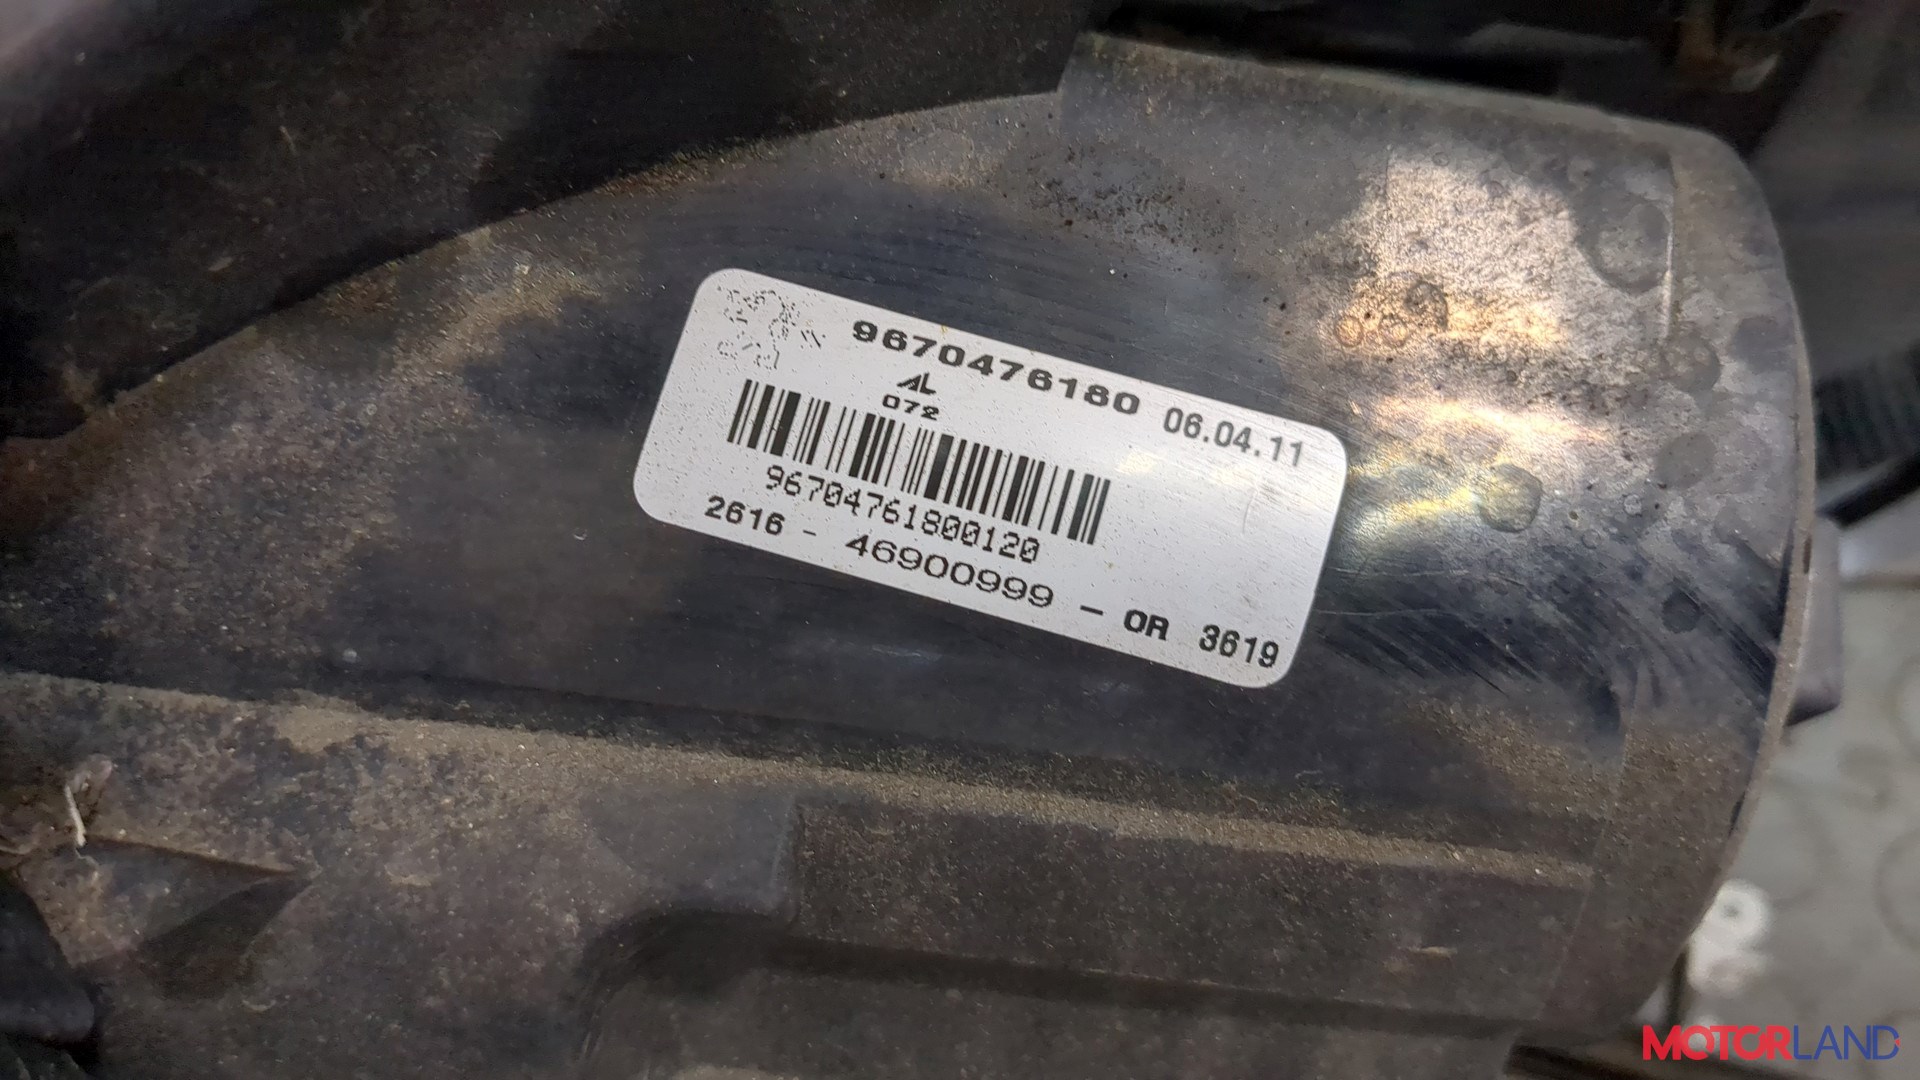 9670476180 06.04.11
AL
072
96704761800120
2616 - 46900999 - OR 3619
MOTORLAND